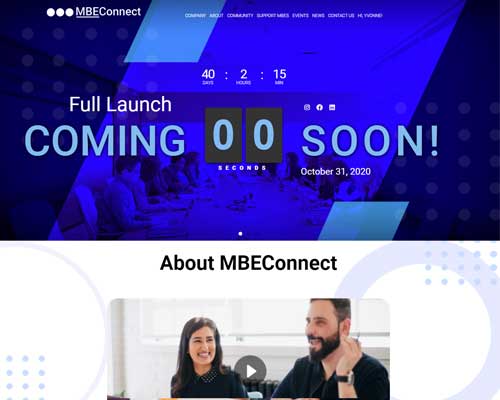 MBEConnect
COMPANY ABOUT COMMUNITY SUPPORT MBES EVENTS NEWS CONTACT US HI, YVONNE!
40 : 2 : 15
DAYS HOURS MIN
Full Launch
COMING 00 SOON!
SECONDS
October 31, 2020
About MBEConnect